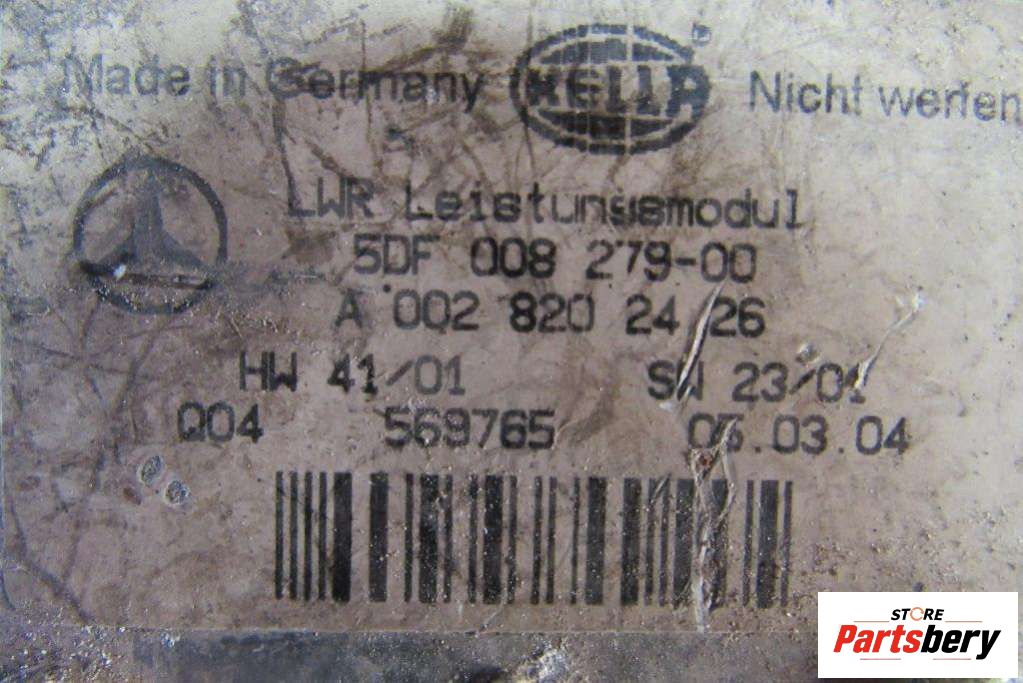 Made in Germany HELLA Nicht werfen
LWR Leistungsmodul
5DF 008 279-00
A 002 820 24 26
HW 41/01 SW 23/01
Q04 569765 05.03.04
STORE
Partsbery